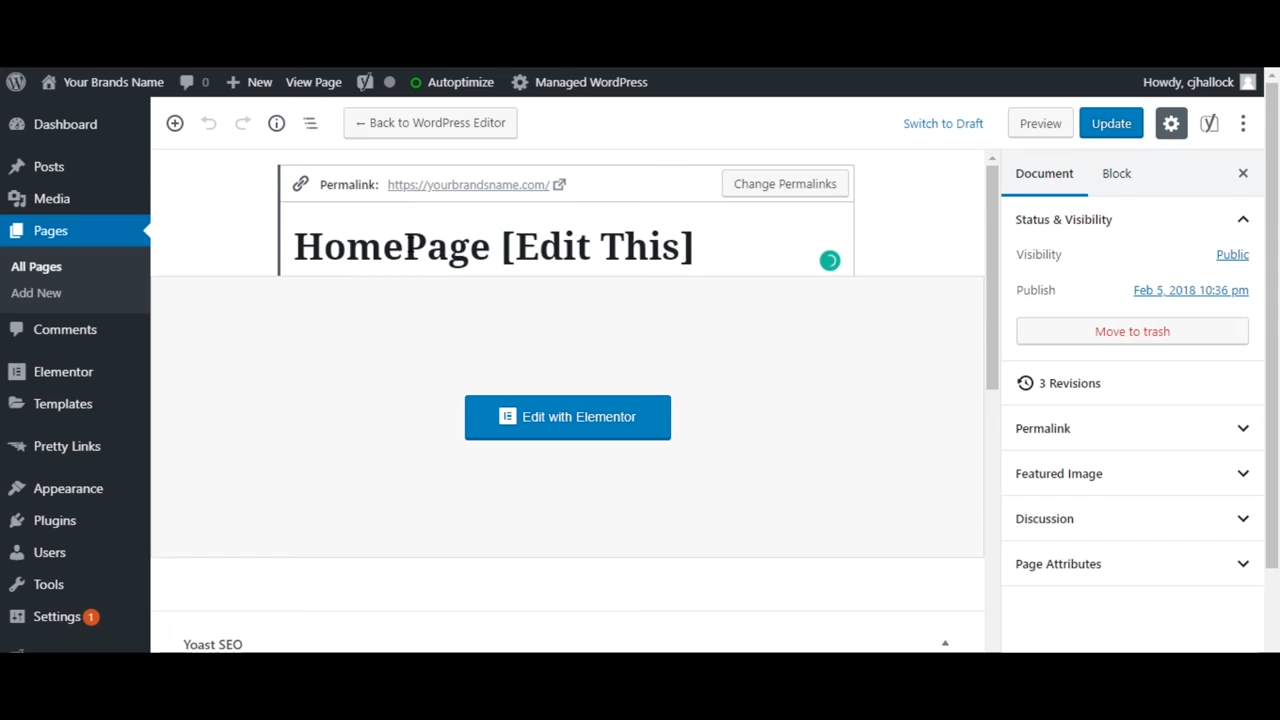 Your Brands Name 0 New View Page Autoptimize Managed WordPress Howdy, cjhallock
Dashboard
Posts
Media
Pages
All Pages
Add New
Comments
Elementor
Templates
Pretty Links
Appearance
Plugins
Users
Tools
Settings 1
← Back to WordPress Editor Switch to Draft Preview Update
Permalink: https://yourbrandsname.com/ Change Permalinks
HomePage [Edit This]
Edit with Elementor
Yoast SEO
Document Block
Status & Visibility
Visibility Public
Publish Feb 5, 2018 10:36 pm
Move to trash
3 Revisions
Permalink
Featured Image
Discussion
Page Attributes